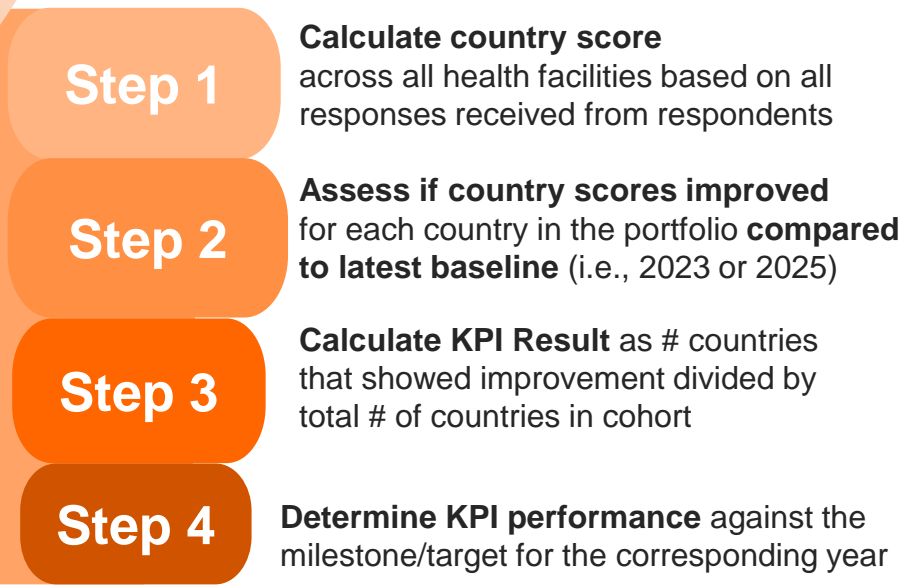 Step 1
Calculate country score
across all health facilities based on all
responses received from respondents
Step 2
Assess if country scores improved
for each country in the portfolio compared
to latest baseline (i.e., 2023 or 2025)
Step 3
Calculate KPI Result as # countries
that showed improvement divided by
total # of countries in cohort
Step 4
Determine KPI performance against the
milestone/target for the corresponding year